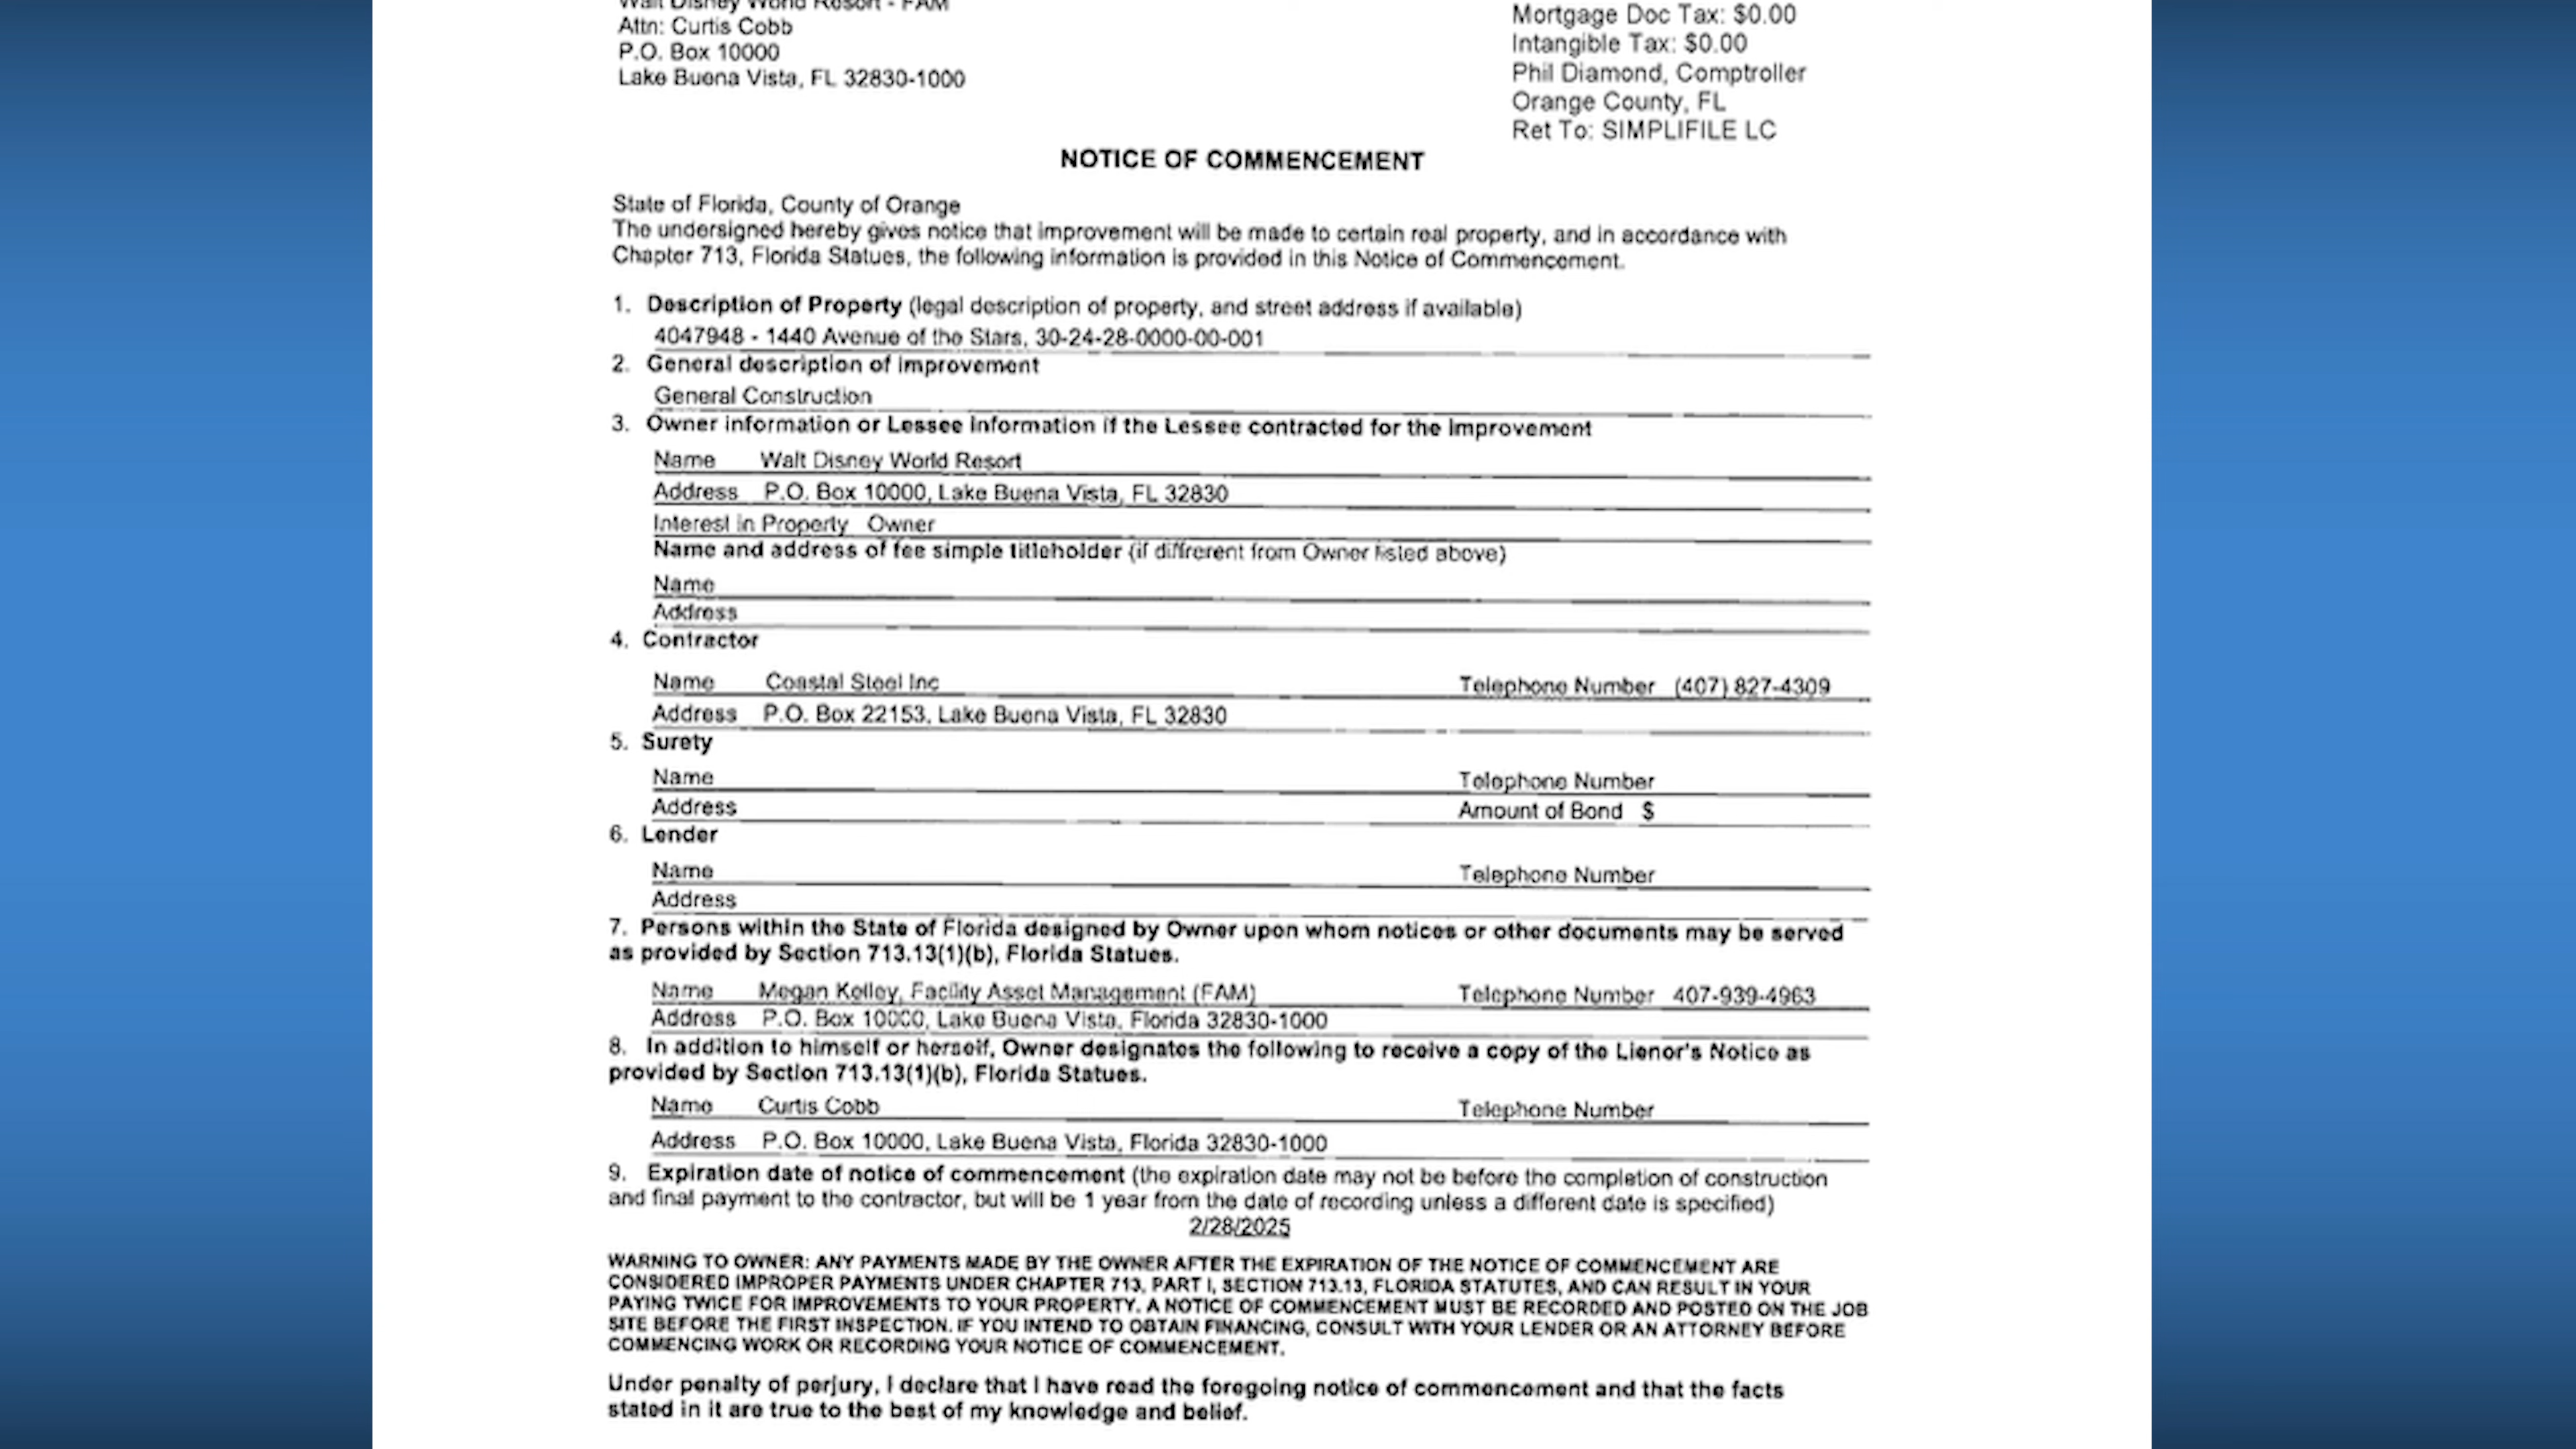 Walt Disney World Resort - FAM
Attn: Curtis Cobb
P.O. Box 10000
Lake Buena Vista, FL 32830-1000
Mortgage Doc Tax: $0.00
Intangible Tax: $0.00
Phil Diamond, Comptroller
Orange County, FL
Ret To: SIMPLIFILE LC
NOTICE OF COMMENCEMENT
State of Florida, County of Orange
The undersigned hereby gives notice that improvement will be made to certain real property, and in accordance with
Chapter 713, Florida Statues, the following information is provided in this Notice of Commencement.
1. Description of Property (legal description of property, and street address if available)
4047948 - 1440 Avenue of the Stars, 30-24-28-0000-00-001
2. General description of improvement
General Construction
3. Owner information or Lessee Information if the Lessee contracted for the Improvement
Name Walt Disney World Resort
Address P.O. Box 10000, Lake Buena Vista, FL 32830
Interest in Property Owner
Name and address of fee simple titleholder (if different from Owner listed above)
Name
Address
4. Contractor
Name Coastal Steel Inc Telephone Number (407) 827-4309
Address P.O. Box 22153, Lake Buena Vista, FL 32830
5. Surety
Name Telephone Number
Address Amount of Bond $
6. Lender
Name Telephone Number
Address
7. Persons within the State of Florida designed by Owner upon whom notices or other documents may be served
as provided by Section 713.13(1)(b), Florida Statues.
Name Megan Kelley, Facility Asset Management (FAM) Telephone Number 407-939-4963
Address P.O. Box 10000, Lake Buena Vista, Florida 32830-1000
8. In addition to himself or herself, Owner designates the following to receive a copy of the Lienor's Notice as
provided by Section 713.13(1)(b), Florida Statues.
Name Curtis Cobb Telephone Number
Address P.O. Box 10000, Lake Buena Vista, Florida 32830-1000
9. Expiration date of notice of commencement (the expiration date may not be before the completion of construction
and final payment to the contractor, but will be 1 year from the date of recording unless a different date is specified)
2/28/2025
WARNING TO OWNER: ANY PAYMENTS MADE BY THE OWNER AFTER THE EXPIRATION OF THE NOTICE OF COMMENCEMENT ARE
CONSIDERED IMPROPER PAYMENTS UNDER CHAPTER 713, PART I, SECTION 713.13, FLORIDA STATUTES, AND CAN RESULT IN YOUR
PAYING TWICE FOR IMPROVEMENTS TO YOUR PROPERTY. A NOTICE OF COMMENCEMENT MUST BE RECORDED AND POSTED ON THE JOB
SITE BEFORE THE FIRST INSPECTION. IF YOU INTEND TO OBTAIN FINANCING, CONSULT WITH YOUR LENDER OR AN ATTORNEY BEFORE
COMMENCING WORK OR RECORDING YOUR NOTICE OF COMMENCEMENT.
Under penalty of perjury, I declare that I have read the foregoing notice of commencement and that the facts
stated in it are true to the best of my knowledge and belief.